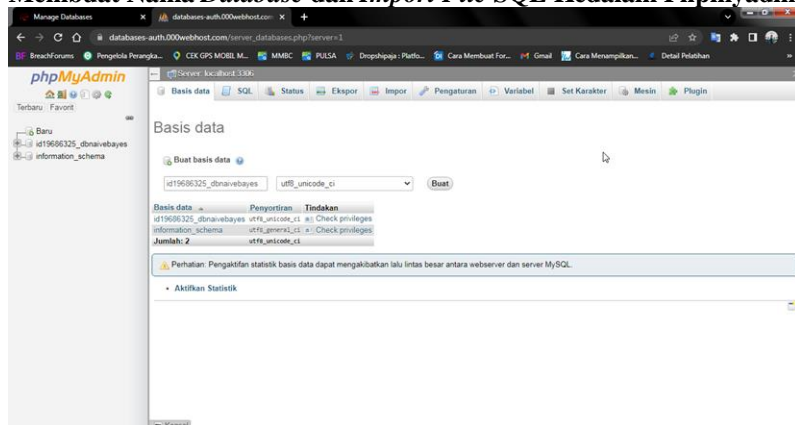 Membuat Nama Database dan Import File SQL Kedalam Phpmyadmin
Manage Databases
databases-auth.000webhost.com
databases-auth.000webhost.com/server_databases.php?server=1
BreachForums
Pengelola Perangka...
CEK GPS MOBIL M...
MMBC
PULSA
Dropshipaja : Platfo...
Cara Membuat For...
Gmail
Cara Menampilkan...
Detail Pelatihan
phpMyAdmin
Server: localhost:3306
Basis data
SQL
Status
Ekspor
Impor
Pengaturan
Variabel
Set Karakter
Mesin
Plugin
Terbaru Favorit
Baru
id19686325_dbnaivebayes
information_schema
Basis data
Buat basis data
id19686325_dbnaivebayes
utf8_unicode_ci
Buat
Basis data Penyortiran Tindakan
id19686325_dbnaivebayes utf8_unicode_ci Check privileges
information_schema utf8_general_ci Check privileges
Jumlah: 2 utf8_unicode_ci
Perhatian: Pengaktifan statistik basis data dapat mengakibatkan lalu lintas besar antara webserver dan server MySQL.
Aktifkan Statistik
Konsol